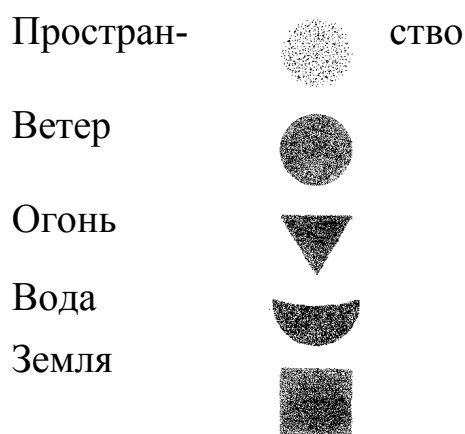 Простран- ство
Ветер
Огонь
Вода
Земля